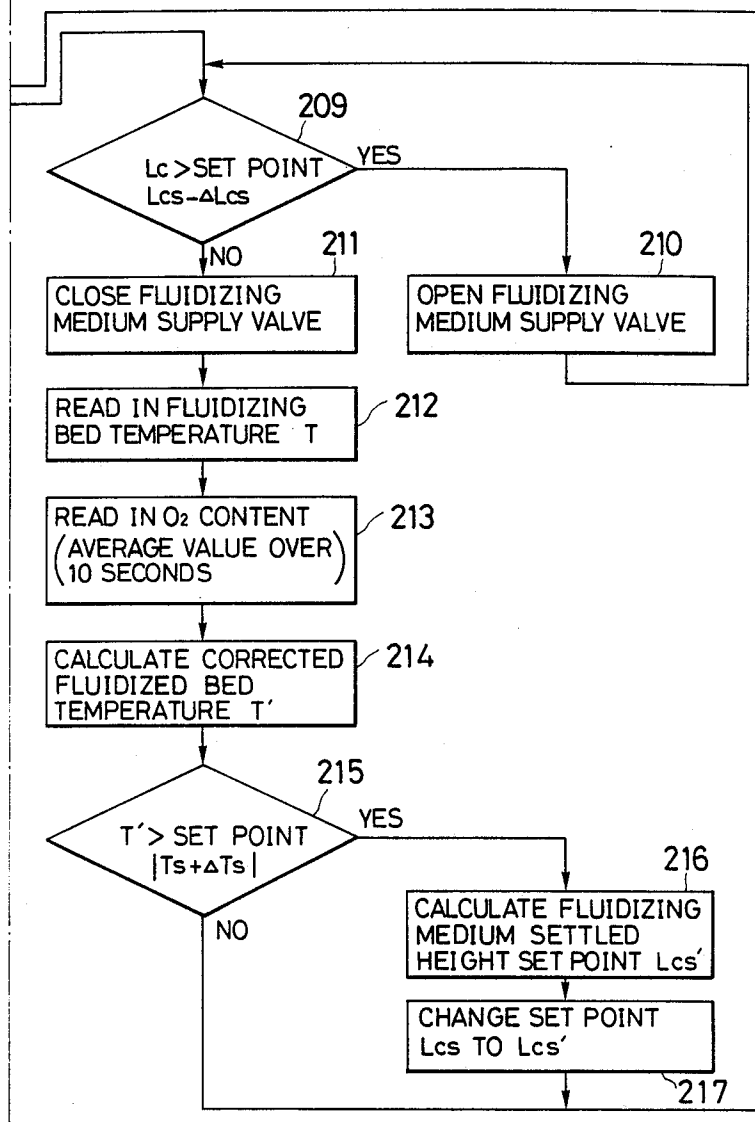 209
Lc > SET POINT
Lcs-ΔLcs
YES
NO
211
CLOSE FLUIDIZING
MEDIUM SUPPLY VALVE
210
OPEN FLUIDIZING
MEDIUM SUPPLY VALVE
READ IN FLUIDIZING
BED TEMPERATURE T
212
READ IN O₂ CONTENT
(AVERAGE VALUE OVER
10 SECONDS)
213
CALCULATE CORRECTED
FLUIDIZED BED
TEMPERATURE T′
214
215
T′ > SET POINT
|Ts+ΔTs|
YES
NO
216
CALCULATE FLUIDIZING
MEDIUM SETTLED
HEIGHT SET POINT Lcs′
CHANGE SET POINT
Lcs TO Lcs′
217